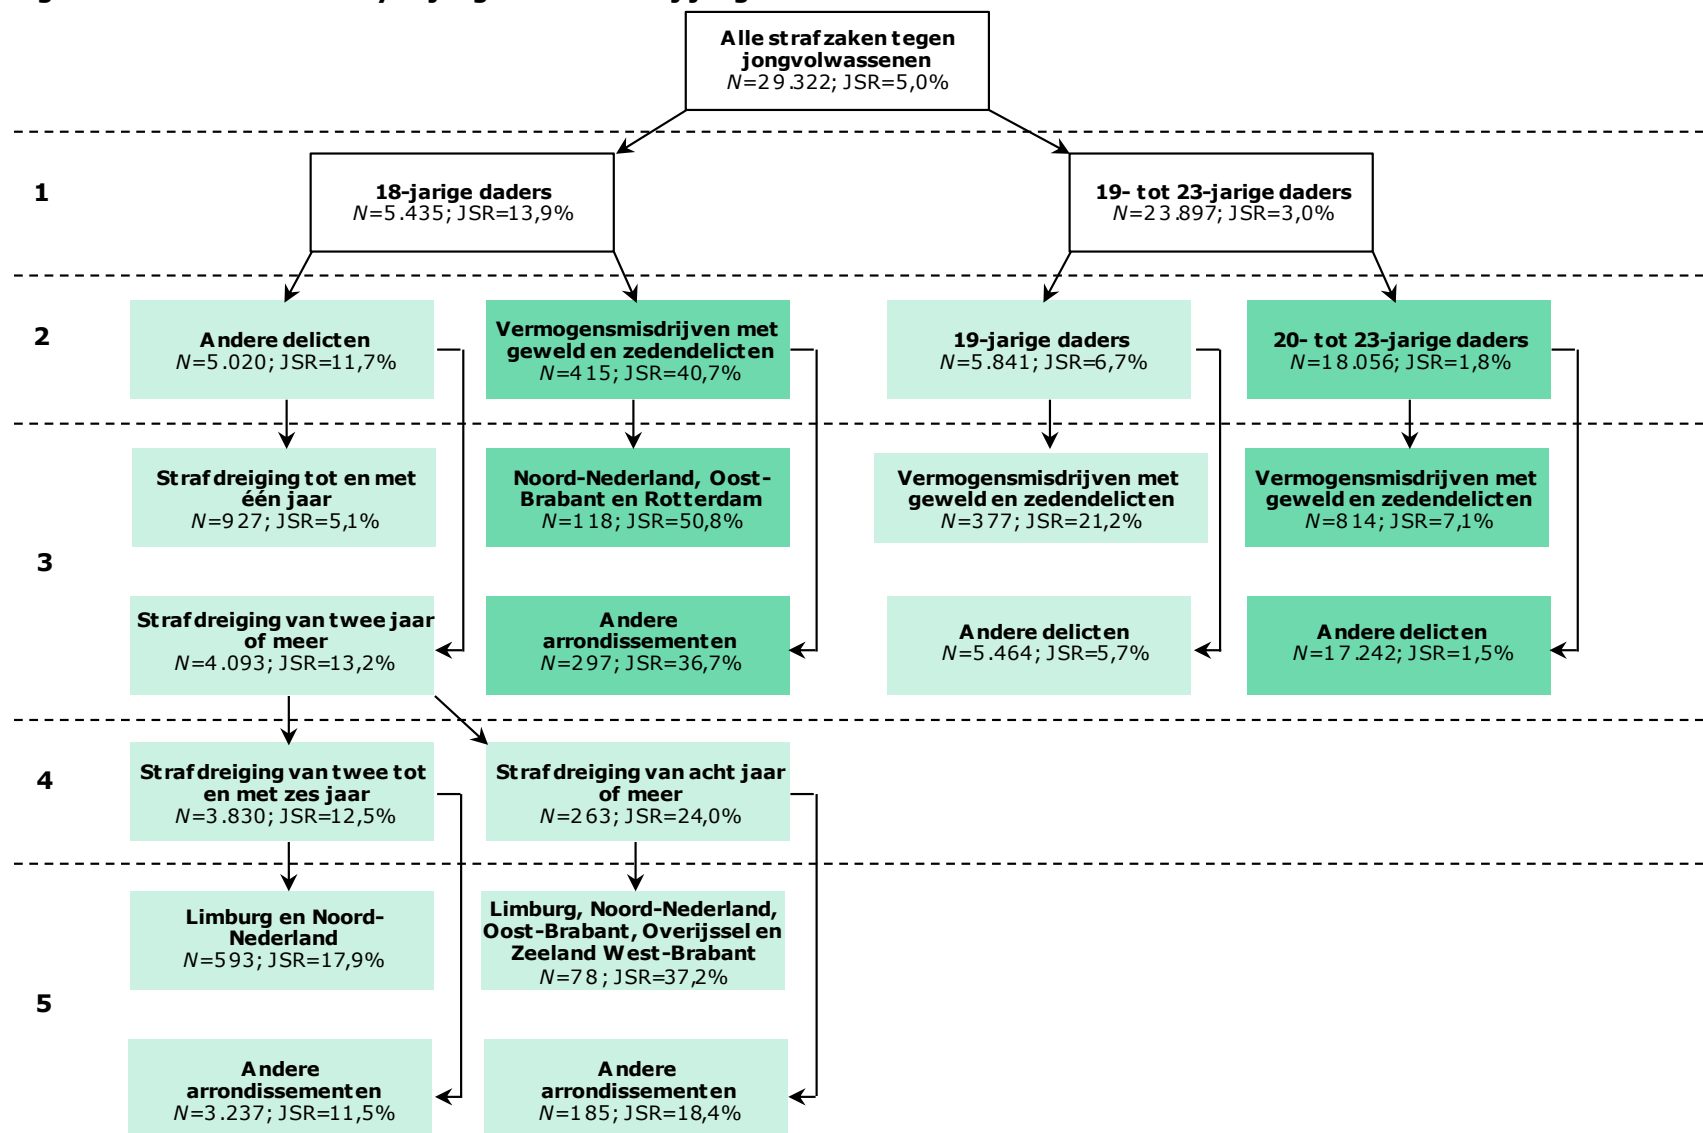 Alle strafzaken tegen
jongvolwassenen
N=29.322; JSR=5,0%
1
18-jarige daders
N=5.435; JSR=13,9%
19- tot 23-jarige daders
N=23.897; JSR=3,0%
2
Andere delicten
N=5.020; JSR=11,7%
Vermogensmisdrijven met
geweld en zedendelicten
N=415; JSR=40,7%
19-jarige daders
N=5.841; JSR=6,7%
20- tot 23-jarige daders
N=18.056; JSR=1,8%
3
Strafdreiging tot en met
één jaar
N=927; JSR=5,1%
Noord-Nederland, Oost-
Brabant en Rotterdam
N=118; JSR=50,8%
Vermogensmisdrijven met
geweld en zedendelicten
N=377; JSR=21,2%
Vermogensmisdrijven met
geweld en zedendelicten
N=814; JSR=7,1%
Strafdreiging van twee jaar
of meer
N=4.093; JSR=13,2%
Andere
arrondissementen
N=297; JSR=36,7%
Andere delicten
N=5.464; JSR=5,7%
Andere delicten
N=17.242; JSR=1,5%
4
Strafdreiging van twee tot
en met zes jaar
N=3.830; JSR=12,5%
Strafdreiging van acht jaar
of meer
N=263; JSR=24,0%
5
Limburg en Noord-
Nederland
N=593; JSR=17,9%
Limburg, Noord-Nederland,
Oost-Brabant, Overijssel en
Zeeland West-Brabant
N=78; JSR=37,2%
Andere
arrondissementen
N=3.237; JSR=11,5%
Andere
arrondissementen
N=185; JSR=18,4%